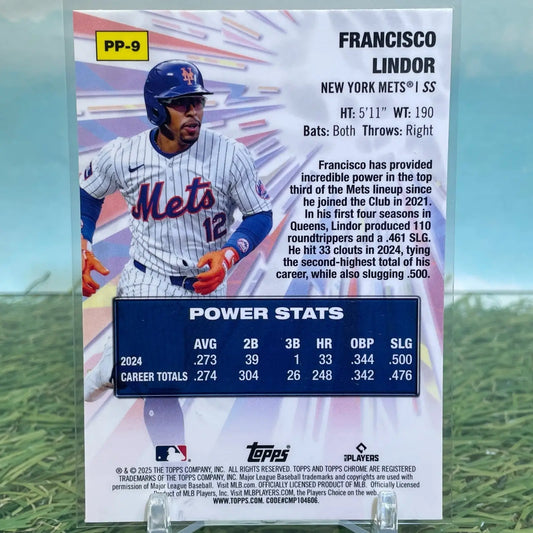 PP-9
FRANCISCO
LINDOR
NEW YORK METS® | SS
HT: 5'11" WT: 190
Bats: Both Throws: Right
Francisco has provided
incredible power in the top
third of the Mets lineup since
he joined the Club in 2021.
In his first four seasons in
Queens, Lindor produced 110
roundtrippers and a .461 SLG.
He hit 33 clouts in 2024, tying
the second-highest total of his
career, while also slugging .500.
Mets
12
POWER STATS
AVG 2B 3B HR OBP SLG
2024 .273 39 1 33 .344 .500
CAREER TOTALS .274 304 26 248 .342 .476
Topps
PLAYERS
® & © 2025 THE TOPPS COMPANY, INC. ALL RIGHTS RESERVED. TOPPS AND TOPPS CHROME ARE REGISTERED
TRADEMARKS OF THE TOPPS COMPANY, INC. Major League Baseball trademarks and copyrights are used with
permission of Major League Baseball. Visit MLB.com. OFFICIALLY LICENSED PRODUCT OF MLB. Officially Licensed
Product of MLB Players, Inc. Visit MLBPLAYERS.COM, the Players Choice on the web.
WWW.TOPPS.COM. CODE#CMP104606.